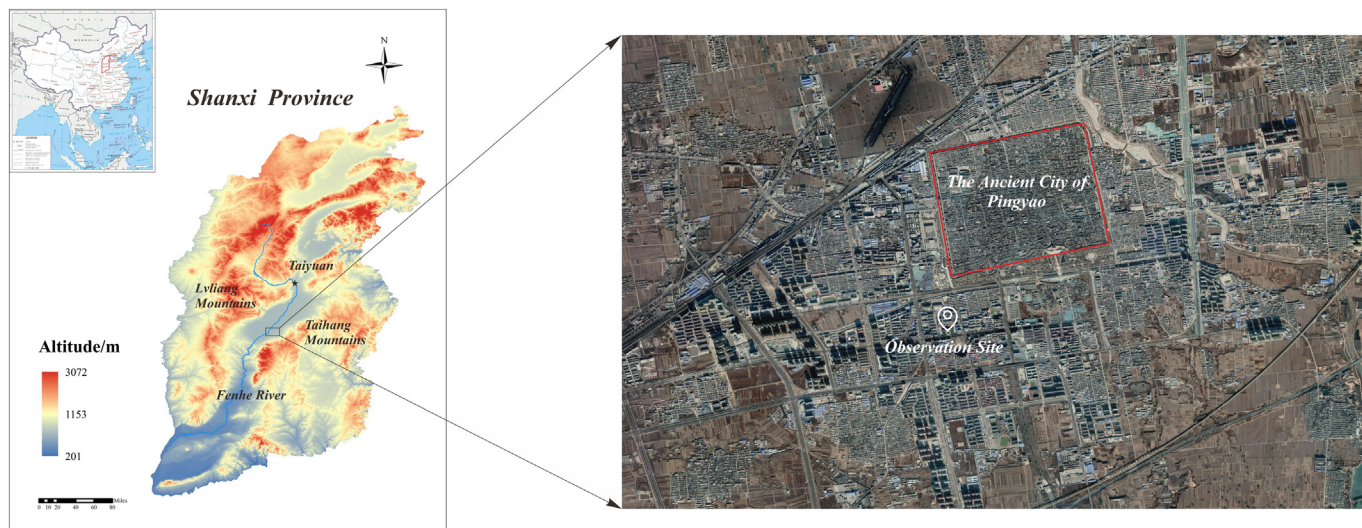 N
Shanxi Province
Taiyuan
Lvliang
Mountains
Taihang
Mountains
Fenhe River
Altitude/m
3072
1153
201
0 10 20 40 60 80
Miles
The Ancient City of
Pingyao
Observation Site